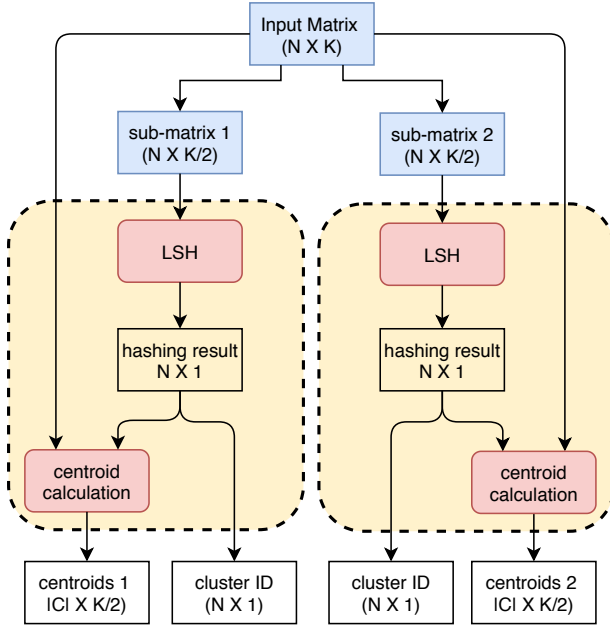 Input Matrix
(N X K)
sub-matrix 1
(N X K/2)
sub-matrix 2
(N X K/2)
LSH
LSH
hashing result
N X 1
hashing result
N X 1
centroid
calculation
centroid
calculation
centroids 1
|C| X K/2)
cluster ID
(N X 1)
cluster ID
(N X 1)
centroids 2
|C| X K/2)